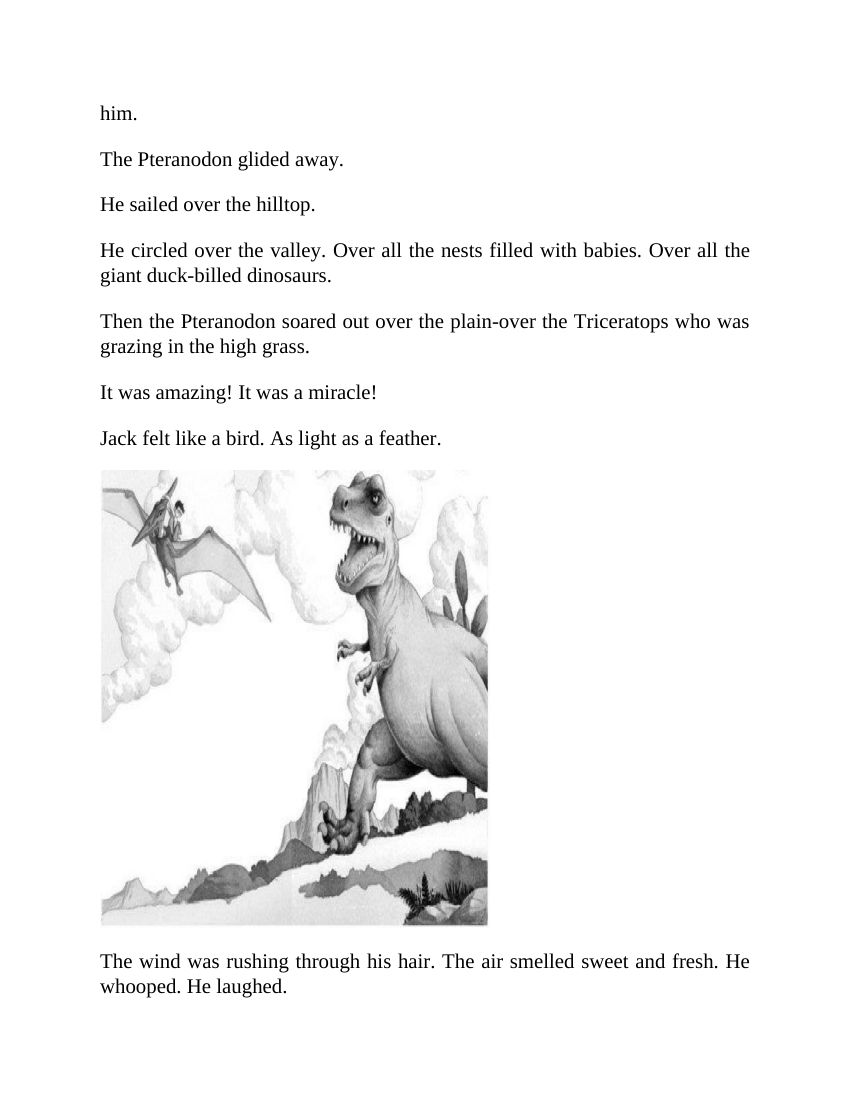 him.
The Pteranodon glided away.
He sailed over the hilltop.
He circled over the valley. Over all the nests filled with babies. Over all the
giant duck-billed dinosaurs.
Then the Pteranodon soared out over the plain-over the Triceratops who was
grazing in the high grass.
It was amazing! It was a miracle!
Jack felt like a bird. As light as a feather.
The wind was rushing through his hair. The air smelled sweet and fresh. He
whooped. He laughed.